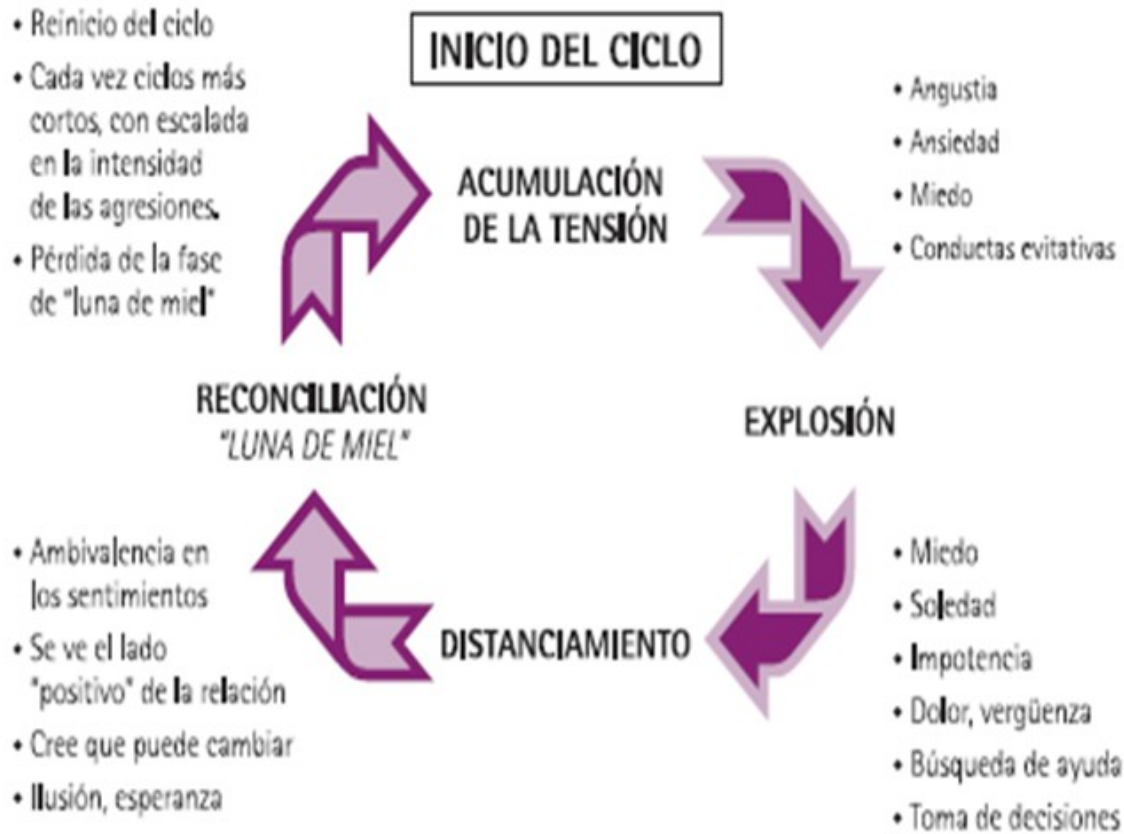 INICIO DEL CICLO
ACUMULACIÓN
DE LA TENSIÓN
• Angustia
• Ansiedad
• Miedo
• Conductas evitativas
EXPLOSIÓN
• Miedo
• Soledad
• Impotencia
• Dolor, vergüenza
• Búsqueda de ayuda
• Toma de decisiones
DISTANCIAMIENTO
• Ambivalencia en
los sentimientos
• Se ve el lado
"positivo" de la relación
• Cree que puede cambiar
• Ilusión, esperanza
RECONCILIACIÓN
"LUNA DE MIEL"
• Reinicio del ciclo
• Cada vez ciclos más
cortos, con escalada
en la intensidad
de las agresiones.
• Pérdida de la fase
de "luna de miel"